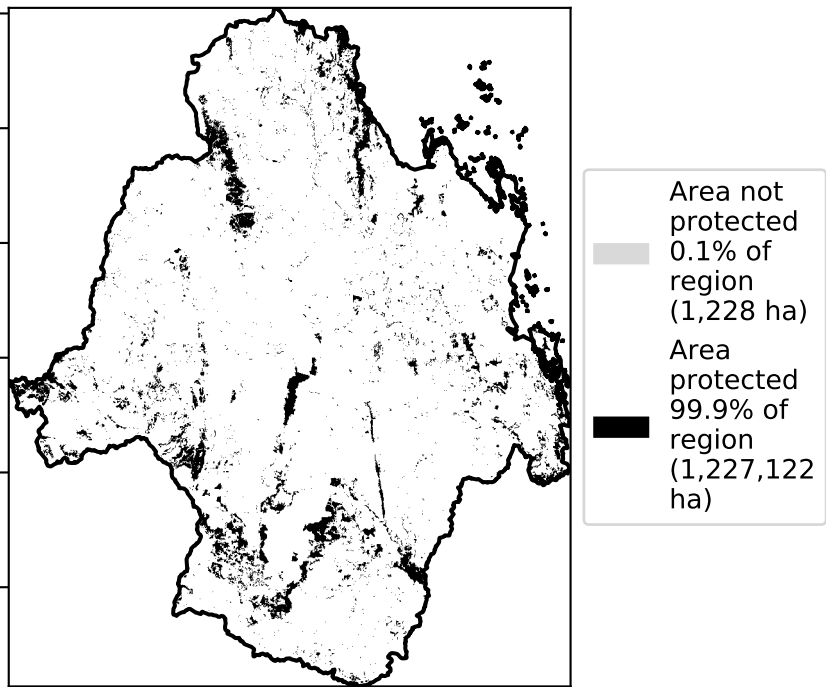 Area not
protected
0.1% of
region
(1,228 ha)
Area
protected
99.9% of
region
(1,227,122
ha)